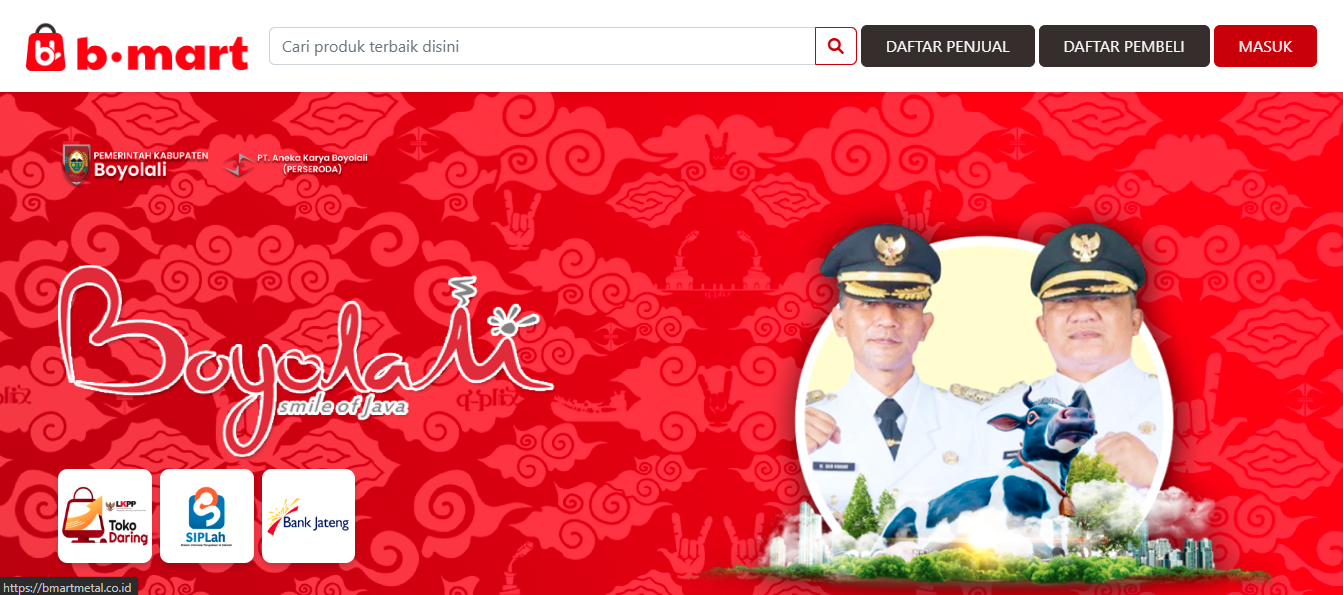 b·mart
Cari produk terbaik disini
DAFTAR PENJUAL
DAFTAR PEMBELI
MASUK
PEMERINTAH KABUPATEN
Boyolali
PT. Aneka Karya Boyolali
(PERSERODA)
Boyolali
smile of Java
LKPP
Toko
Daring
SIPLah
Bank Jateng
https://bmartmetal.co.id